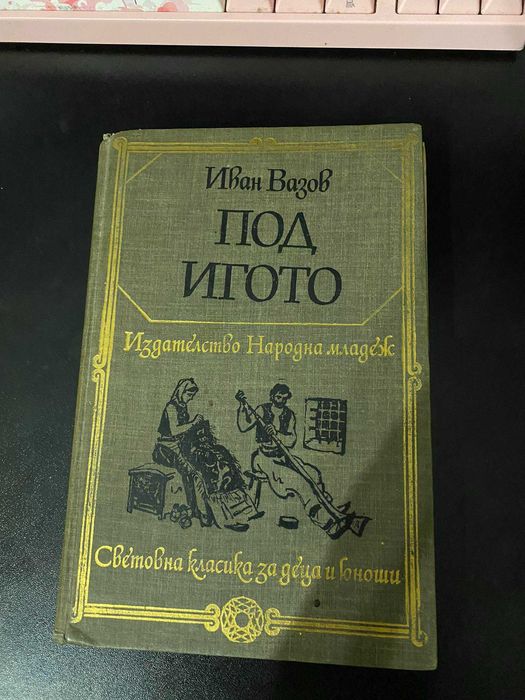 Иван Вазов
ПОД
ИГОТО
Издателство Народна младеж
Световна класика за деца и юноши